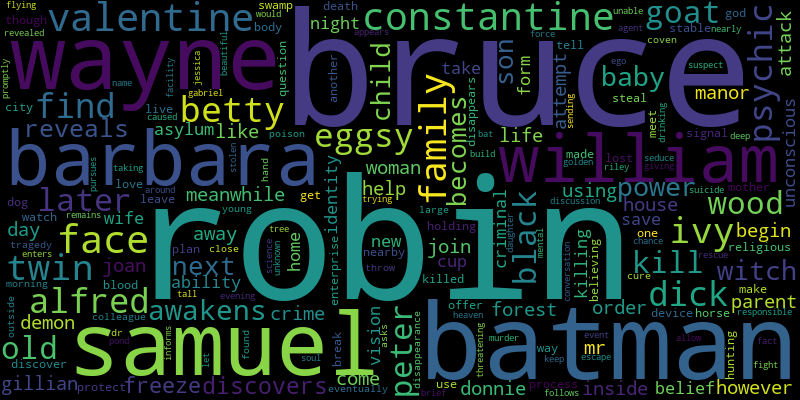 flying valentine constantine goat swamp
though death night unable agent god
revealed would body appears force stable nearly
wayne bruce psychic attack
promptly name jessica beautiful question child another son form tell coven ego suspect
city find gabriel betty take attempt baby manor
facility live caused steal
reveals asylum like eggsy family becomes disappears life sending meet drinking signal deep
barbara stolen poison bat william unconscious
pursues taking hand woman trying build made golden lost seduce giving riley mother
dog later meanwhile help identity using power suicide
love around leave get young large criminal black discussion house wood
watch remains wife robin holding save
day tragedy face away close tree new join killing believing one chance rescue ivy begin
enters plan home science unknown nearby cup conversation religious
morning joan next daughter mental kill cure witch
twin blood ability tall evening enterprise throw killed forest order dick make parent
outside alfred colleague awakens crime vision offer heaven device horse responsible
demon dr pond samuel informs let found soul break asks peter disappearance murder way event mr allow hunting fact
old discover threatening keep escape batman fight
gillian protect freeze discovers come eventually use brief donnie process follows inside belief however